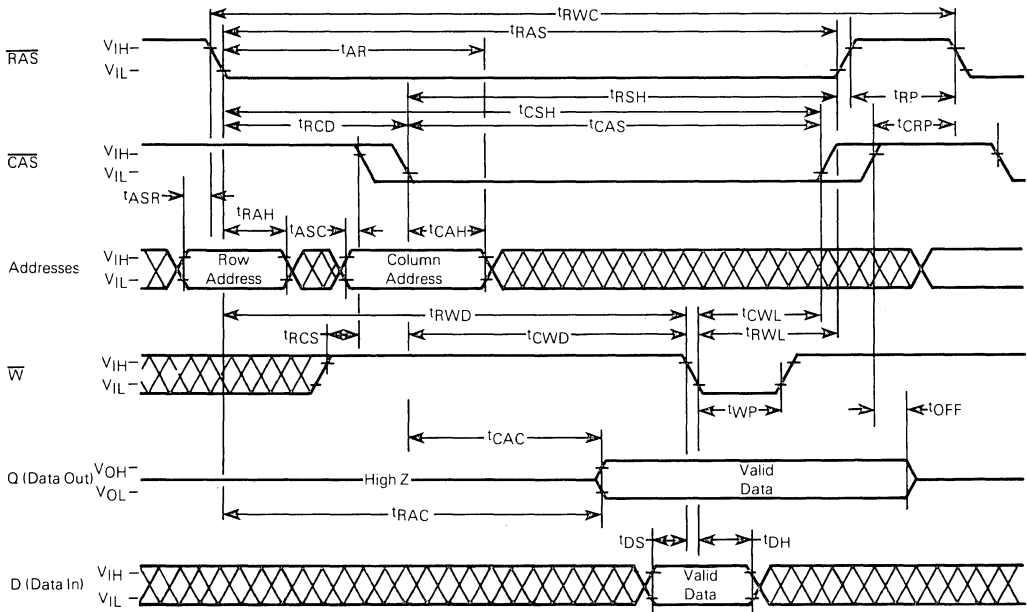 tRWC
tRAS
tAR
RAS
VIH
VIL
tRSH
tRP
tCSH
tRCD
tCAS
tCRP
CAS
VIH
VIL
tASR
tRAH
tASC
tCAH
Addresses
VIH
VIL
Row
Address
Column
Address
tRWD
tCWL
tRCS
tCWD
tRWL
W
VIH
VIL
tWP
tOFF
tCAC
Q (Data Out)
VOH
VOL
High Z
Valid
Data
tRAC
tDS
tDH
D (Data In)
VIH
VIL
Valid
Data